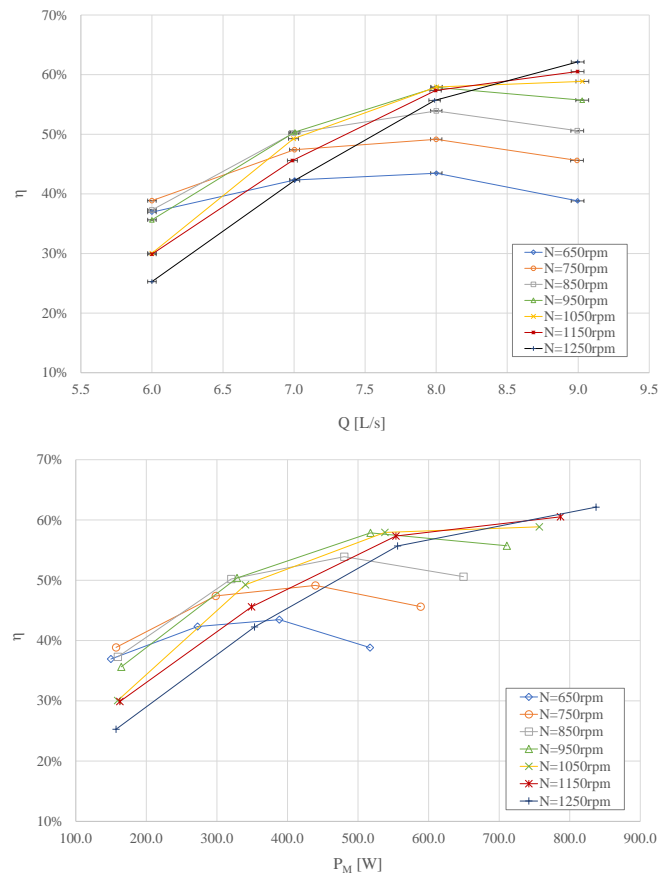 70%
60%
50%
40%
30%
20%
10%
η
N=650rpm
N=750rpm
N=850rpm
N=950rpm
N=1050rpm
N=1150rpm
N=1250rpm
5.5 6.0 6.5 7.0 7.5 8.0 8.5 9.0 9.5
Q [L/s]
70%
60%
50%
40%
30%
20%
10%
η
N=650rpm
N=750rpm
N=850rpm
N=950rpm
N=1050rpm
N=1150rpm
N=1250rpm
100.0 200.0 300.0 400.0 500.0 600.0 700.0 800.0 900.0
P_M [W]